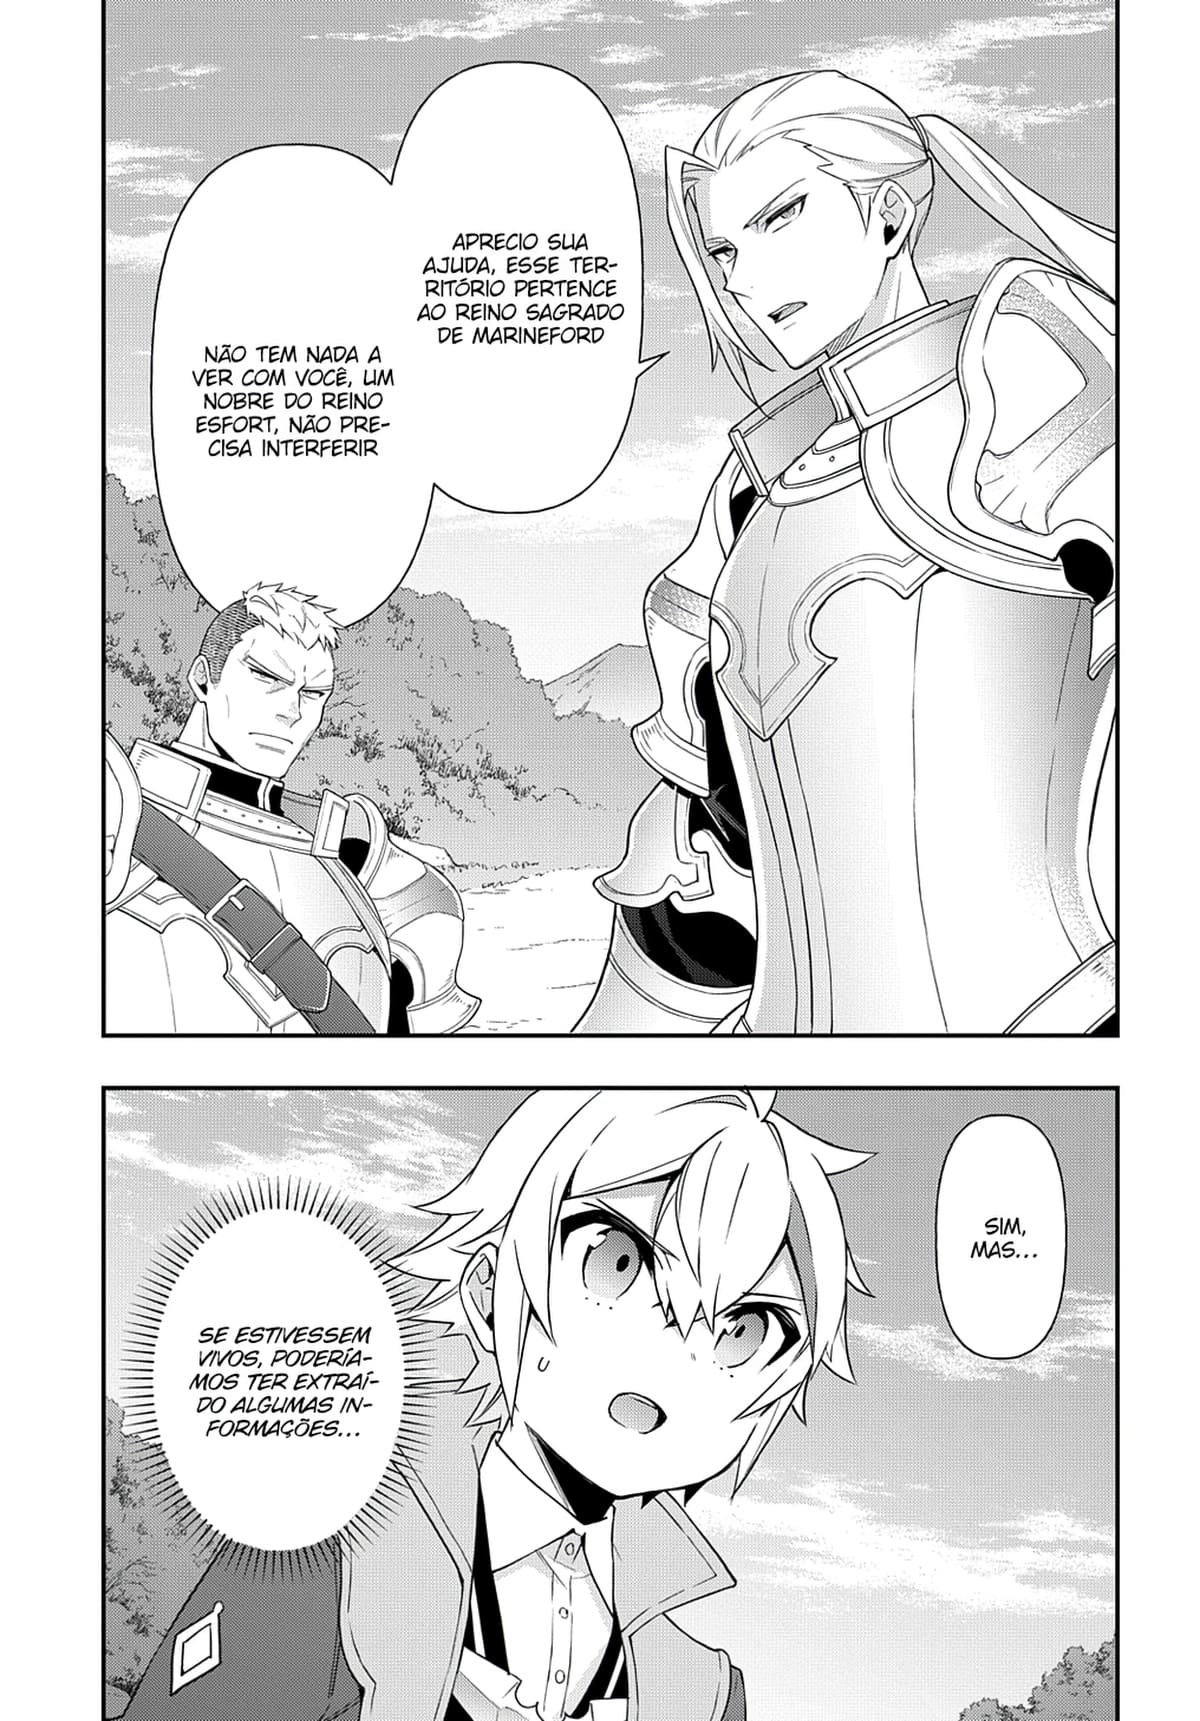 APRECIO SUA
AJUDA, ESSE TER-
RITÓRIO PERTENCE
AO REINO SAGRADO
DE MARINEFORD
NÃO TEM NADA A
VER COM VOCÊ, UM
NOBRE DO REINO
ESFORT, NÃO PRE-
CISA INTERFERIR
SIM,
MAS...
SE ESTIVESSEM
VIVOS, PODERÍA-
MOS TER EXTRAÍ-
DO ALGUMAS IN-
FORMAÇÕES...